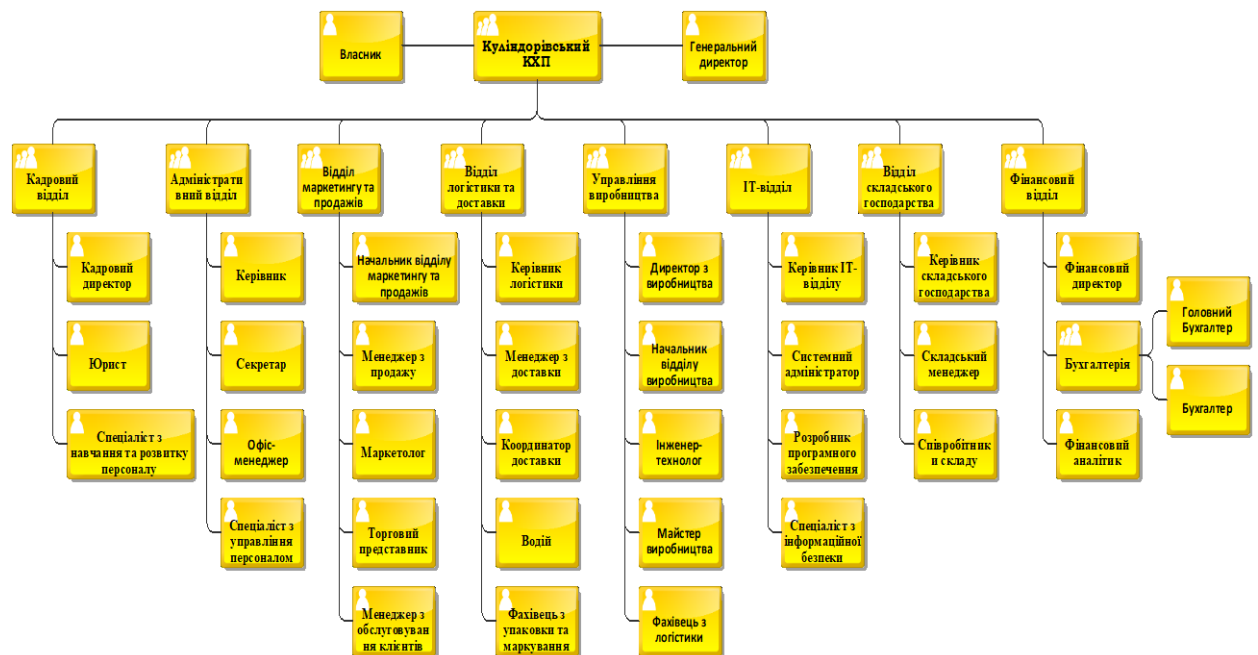 Власник
Куліндорівський
КХП
Генеральний
директор
Кадровий
відділ
Адміністрати
вний відділ
Відділ
маркетингу та
продажів
Відділ
логістики та
доставки
Управління
виробництва
ІТ-відділ
Відділ
складського
господарства
Фінансовий
відділ
Кадровий
директор
Керівник
Начальник відділу
маркетингу та
продажів
Керівник
логістики
Директор з
виробництва
Керівник ІТ-
відділу
Керівник
складського
господарства
Фінансовий
директор
Головний
Бухгалтер
Юрист
Секретар
Менеджер з
продажу
Менеджер з
доставки
Начальник
відділу
виробництва
Системний
адміністратор
Складський
менеджер
Бухгалтерія
Бухгалтер
Спеціаліст з
навчання та розвитку
персоналу
Офіс-
менеджер
Маркетолог
Координатор
доставки
Інженер-
технолог
Розробник
програмного
забезпечення
Співробітник
и складу
Фінансовий
аналітик
Спеціаліст з
управління
персоналом
Торговий
представник
Водій
Майстер
виробництва
Спеціаліст з
інформаційної
безпеки
Менеджер з
обслуговуван
ня клієнтів
Фахівець з
упаковки та
маркування
Фахівець з
логістики